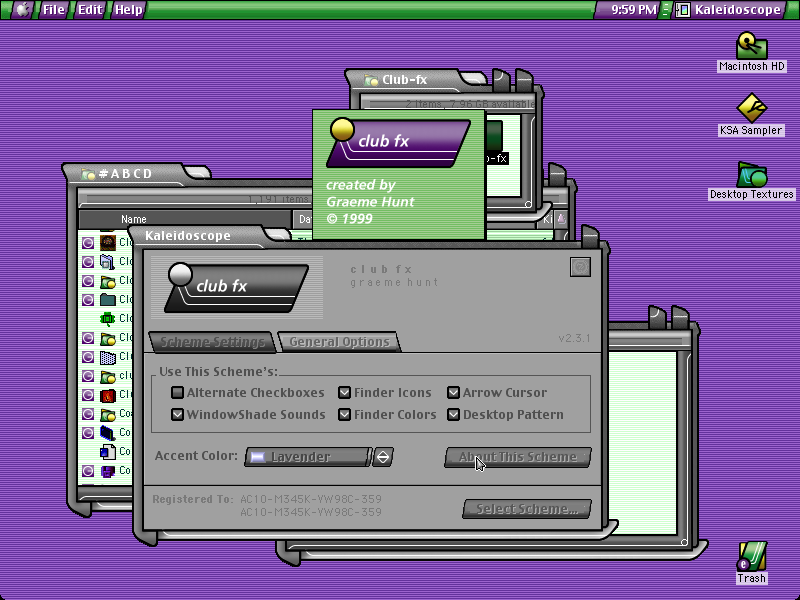 File Edit Help 9:59 PM Kaleidoscope
Macintosh HD
KSA Sampler
Desktop Textures
Trash
Club-fx
2 items, 7.96 GB available
club fx
created by
Graeme Hunt
© 1999
#ABCD
1,191 items
Name
Kaleidoscope
club fx
club fx
graeme hunt
Scheme Settings General Options
v2.3.1
Use This Scheme's:
Alternate Checkboxes Finder Icons Arrow Cursor
WindowShade Sounds Finder Colors Desktop Pattern
Accent Color: Lavender About This Scheme
Registered To: AC10-M345K-YW98C-359
AC10-M345K-YW98C-359
Select Scheme...